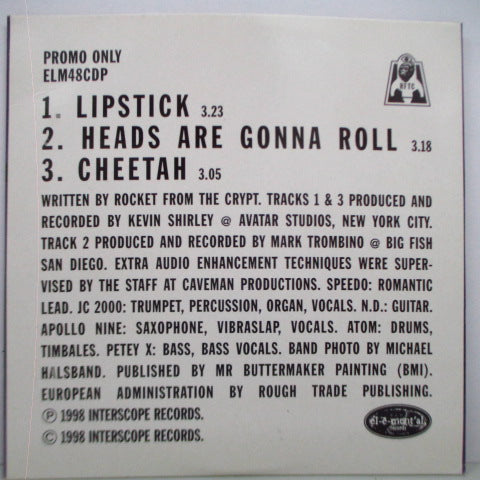 PROMO ONLY
ELM48CDP
RFTC
1. LIPSTICK 3.23
2. HEADS ARE GONNA ROLL 3.18
3. CHEETAH 3.05
WRITTEN BY ROCKET FROM THE CRYPT. TRACKS 1 & 3 PRODUCED AND
RECORDED BY KEVIN SHIRLEY @ AVATAR STUDIOS, NEW YORK CITY.
TRACK 2 PRODUCED AND RECORDED BY MARK TROMBINO @ BIG FISH
SAN DIEGO. EXTRA AUDIO ENHANCEMENT TECHNIQUES WERE SUPER-
VISED BY THE STAFF AT CAVEMAN PRODUCTIONS. SPEEDO: ROMANTIC
LEAD. JC 2000: TRUMPET, PERCUSSION, ORGAN, VOCALS. N.D.: GUITAR.
APOLLO NINE: SAXOPHONE, VIBRASLAP, VOCALS. ATOM: DRUMS,
TIMBALES. PETEY X: BASS, BASS VOCALS. BAND PHOTO BY MICHAEL
HALSBAND. PUBLISHED BY MR BUTTERMAKER PAINTING (BMI).
EUROPEAN ADMINISTRATION BY ROUGH TRADE PUBLISHING.
Ⓟ 1998 INTERSCOPE RECORDS.
© 1998 INTERSCOPE RECORDS.
el-e-ment'al
records